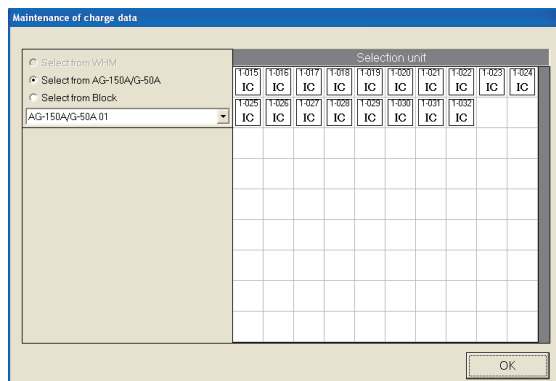 Maintenance of charge data
Select from WHM
Select from AG-150A/G-50A
Select from Block
AG-150A/G-50A 01
Selection unit
1-015 1-016 1-017 1-018 1-019 1-020 1-021 1-022 1-023 1-024
IC IC IC IC IC IC IC IC IC IC
1-025 1-026 1-027 1-028 1-029 1-030 1-031 1-032
IC IC IC IC IC IC IC IC
OK